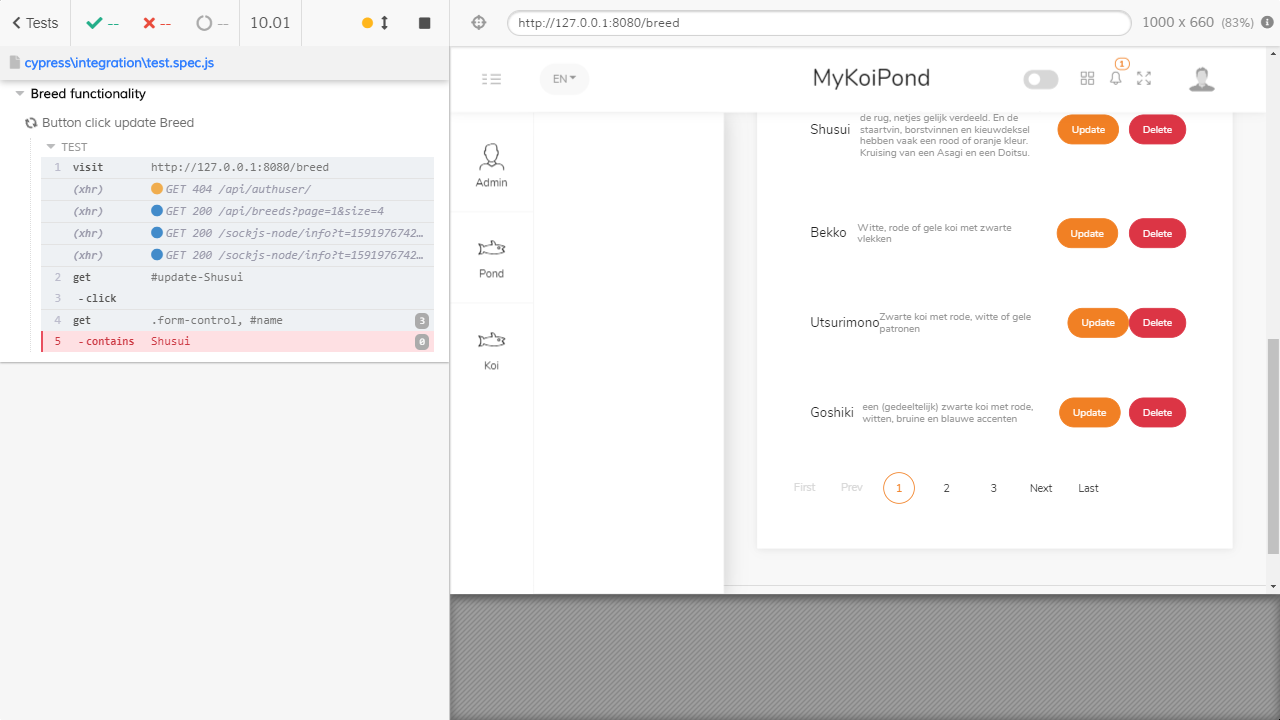 Tests
--
--
--
10.01
http://127.0.0.1:8080/breed
1000 x 660 (83%)
cypress\integration\test.spec.js
Breed functionality
Button click update Breed
TEST
1 visit http://127.0.0.1:8080/breed
(xhr) GET 404 /api/authuser/
(xhr) GET 200 /api/breeds?page=1&size=4
(xhr) GET 200 /sockjs-node/info?t=1591976742…
(xhr) GET 200 /sockjs-node/info?t=1591976742…
2 get #update-Shusui
3 -click
4 get .form-control, #name 3
5 -contains Shusui 0
EN
MyKoiPond
1
Admin
Pond
Koi
Shusui
de rug, netjes gelijk verdeeld. En de
staartvin, borstvinnen en kieuwdeksel
hebben vaak een rood of oranje kleur.
Kruising van een Asagi en een Doitsu.
Update
Delete
Bekko
Witte, rode of gele koi met zwarte
vlekken
Update
Delete
Utsurimono
Zwarte koi met rode, witte of gele
patronen
Update
Delete
Goshiki
een (gedeeltelijk) zwarte koi met rode,
witten, bruine en blauwe accenten
Update
Delete
First Prev 1 2 3 Next Last